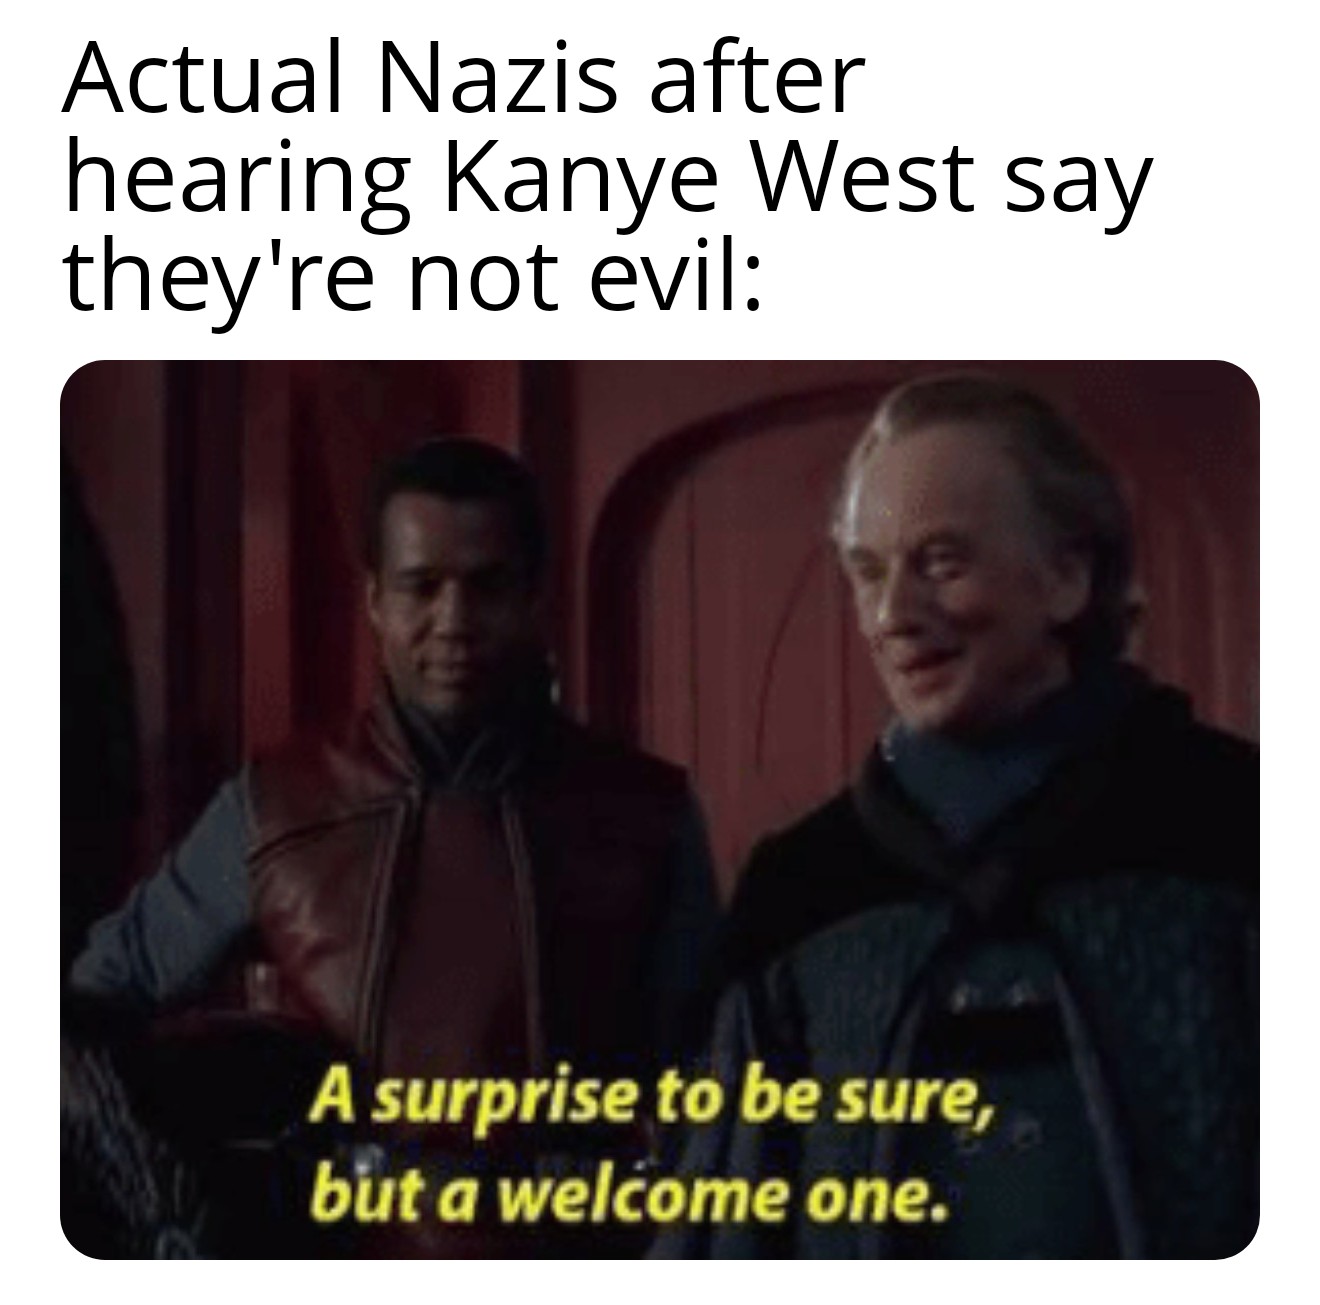 Actual Nazis after
hearing Kanye West say
they're not evil:
A surprise to be sure,
but a welcome one.